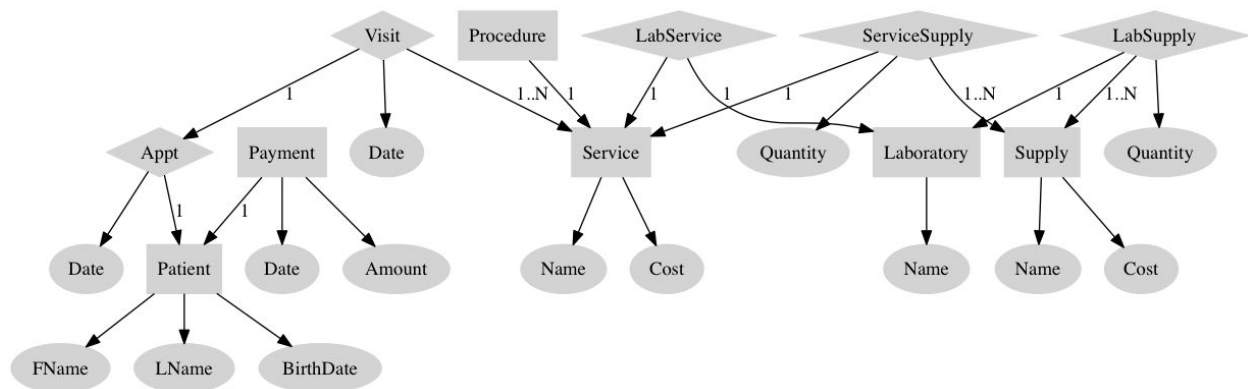 Visit
Procedure
LabService
ServiceSupply
LabSupply
1
1..N
1
1
1
1..N
1
1..N
Appt
Payment
Date
Service
Quantity
Laboratory
Supply
Quantity
1
1
Date
Patient
Date
Amount
Name
Cost
Name
Name
Cost
FName
LName
BirthDate